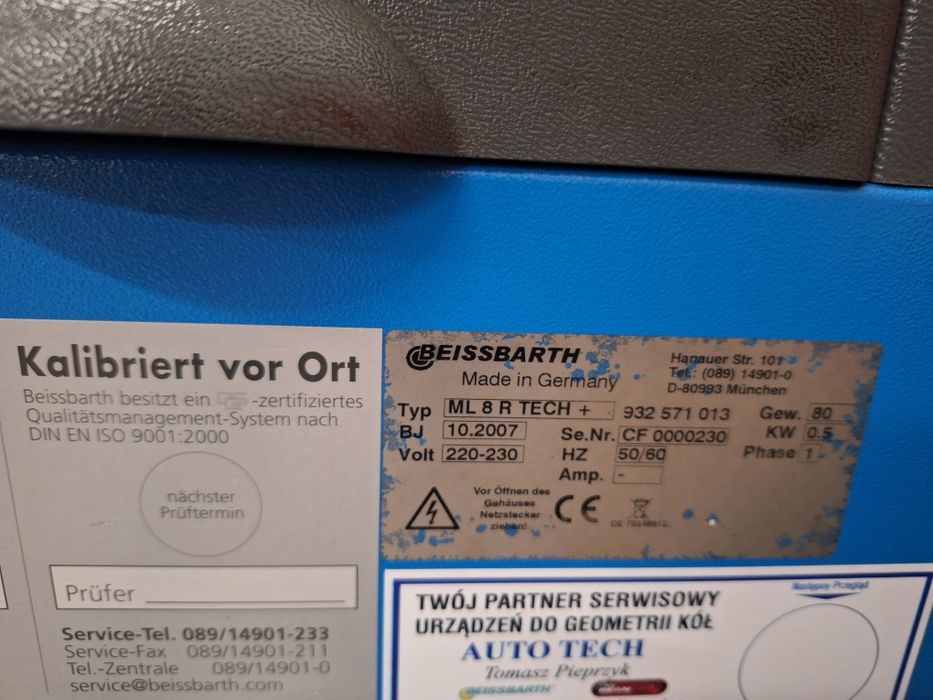 Kalibriert vor Ort
Beissbarth besitzt ein -zertifiziertes
Qualitätsmanagement-System nach
DIN EN ISO 9001:2000
nächster
Prüftermin
Prüfer
Service-Tel. 089/14901-233
Service-Fax 089/14901-211
Tel.-Zentrale 089/14901-0
service@beissbarth.com
BEISSBARTH
Made in Germany
Hanauer Str. 101
Tel.: (089) 14901-0
D-80993 München
Typ ML 8 R TECH + 932 571 013 Gew. 80
BJ 10.2007 Se.Nr. CF 0000230 KW 0.5
Volt 220-230 HZ 50/60 Phase 1
Amp. -
Vor Öffnen des
Gehäuses
Netzstecker
ziehen!
CE
TWÓJ PARTNER SERWISOWY
URZĄDZEŃ DO GEOMETRII KÓŁ
AUTO TECH
Tomasz Pieprzyk
BEISSBARTH
Następny Przegląd